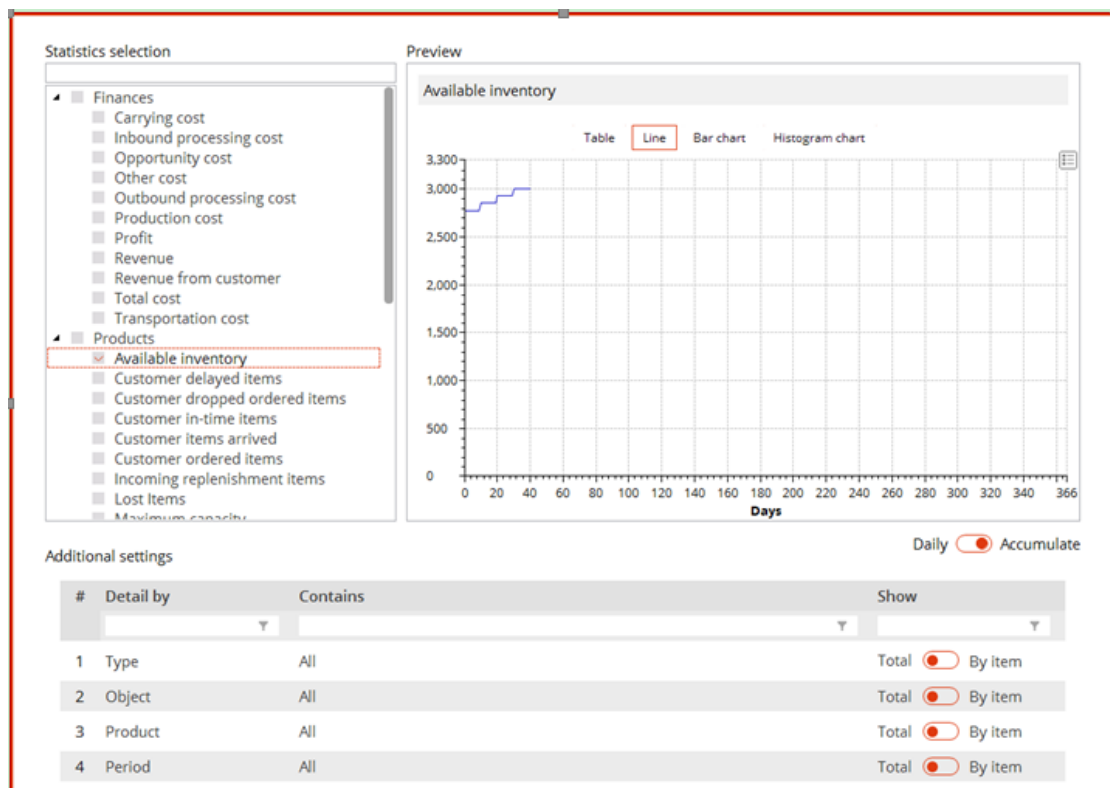 Statistics selection
Finances
Carrying cost
Inbound processing cost
Opportunity cost
Other cost
Outbound processing cost
Production cost
Profit
Revenue
Revenue from customer
Total cost
Transportation cost
Products
Available inventory
Customer delayed items
Customer dropped ordered items
Customer in-time items
Customer items arrived
Customer ordered items
Incoming replenishment items
Lost Items
Maximum capacity
Preview
Available inventory
Table Line Bar chart Histogram chart
3,300
3,000
2,500
2,000
1,500
1,000
500
0
0 20 40 60 80 100 120 140 160 180 200 220 240 260 280 300 320 340 366
Days
Daily Accumulate
Additional settings
# Detail by Contains Show
1 Type All Total By item
2 Object All Total By item
3 Product All Total By item
4 Period All Total By item